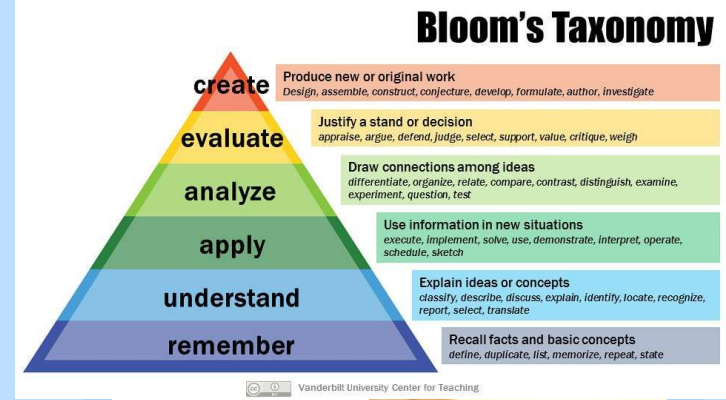 Bloom's Taxonomy
create
Produce new or original work
Design, assemble, construct, conjecture, develop, formulate, author, investigate
evaluate
Justify a stand or decision
appraise, argue, defend, judge, select, support, value, critique, weigh
analyze
Draw connections among ideas
differentiate, organize, relate, compare, contrast, distinguish, examine,
experiment, question, test
apply
Use information in new situations
execute, implement, solve, use, demonstrate, interpret, operate,
schedule, sketch
understand
Explain ideas or concepts
classify, describe, discuss, explain, identify, locate, recognize,
report, select, translate
remember
Recall facts and basic concepts
define, duplicate, list, memorize, repeat, state
cc
Vanderbilt University Center for Teaching